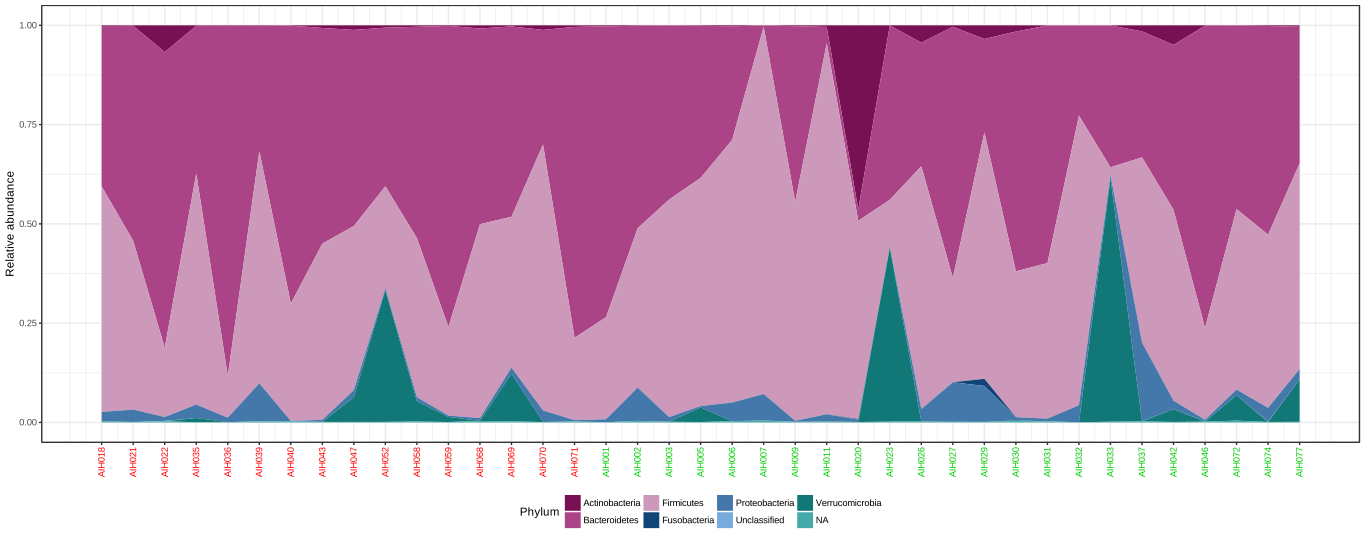 Relative abundance
1.00
0.75
0.50
0.25
0.00
AIH018 AIH021 AIH022 AIH035 AIH036 AIH039 AIH040 AIH043 AIH047 AIH052 AIH058 AIH059 AIH068 AIH069 AIH070 AIH071 AIH001 AIH002 AIH003 AIH005 AIH006 AIH007 AIH009 AIH011 AIH020 AIH023 AIH026 AIH027 AIH029 AIH030 AIH031 AIH032 AIH033 AIH037 AIH042 AIH046 AIH072 AIH074 AIH077
Phylum
Actinobacteria Firmicutes Proteobacteria Verrucomicrobia
Bacteroidetes Fusobacteria Unclassified NA